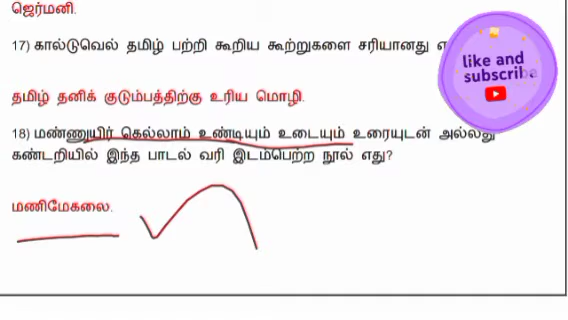 ஜெர்மனி.
17) கால்டுவெல் தமிழ் பற்றி கூறிய கூற்றுகளை சரியானது
தமிழ் தனிக் குடும்பத்திற்கு உரிய மொழி.
18) மண்ணுயிர் கெல்லாம் உண்டியும் உடையும் உரையுடன் அல்லது
கண்டறியில் இந்த பாடல் வரி இடம்பெற்ற நூல் எது?
மணிமேகலை.
like and
subscribe